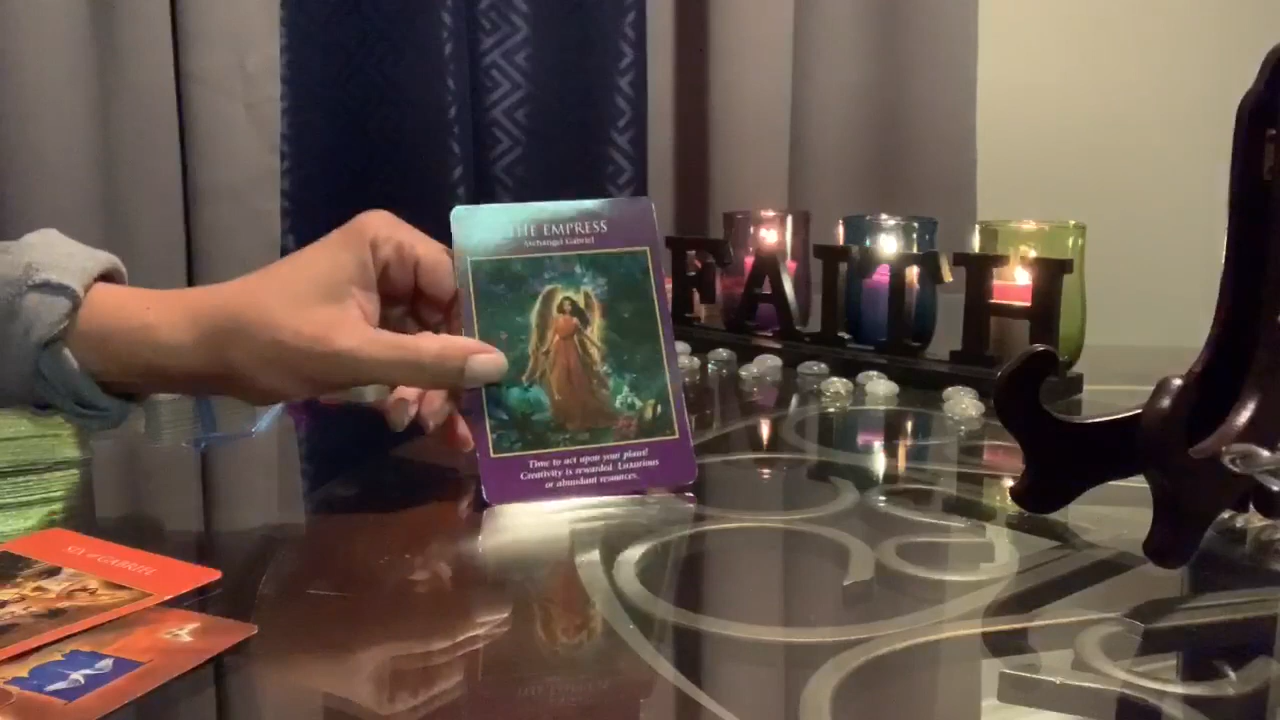 THE EMPRESS
Archangel Gabriel
Time to act upon your plans!
Creativity is rewarded. Luxurious
or abundant resources.
FAITH
SIX of GABRIEL